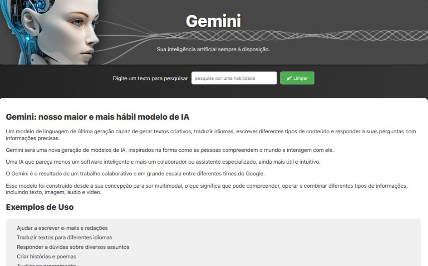 Gemini
Sua inteligência artificial sempre à disposição.
Digite um texto para pesquisar
pesquise por uma habilidade
Limpar
Gemini: nosso maior e mais hábil modelo de IA
Um modelo de linguagem de última geração capaz de gerar textos criativos, traduzir idiomas, escrever diferentes tipos de conteúdo e responder a suas perguntas com
informações precisas.
Gemini será uma nova geração de modelos de IA, inspirados na forma como as pessoas compreendem o mundo e interagem com ele.
Uma IA que pareça menos um software inteligente e mais um colaborador ou assistente especializado, ainda mais útil e intuitivo.
O Gemini é o resultado de um trabalho colaborativo e em grande escala entre diferentes times do Google.
Esse modelo foi construído desde a sua concepção para ser multimodal, o que significa que pode compreender, operar e combinar diferentes tipos de informações,
incluindo texto, imagem, áudio e vídeo.
Exemplos de Uso
Ajudar a escrever e-mails e redações
Traduzir textos para diferentes idiomas
Responder a dúvidas sobre diversos assuntos
Criar histórias e poemas